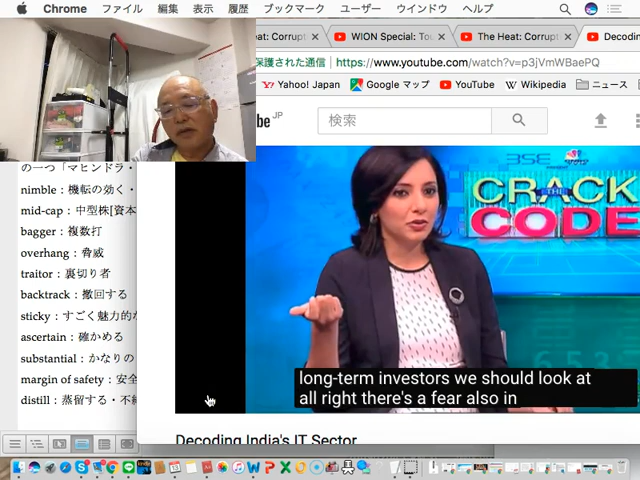 Chrome ファイル 編集 表示 履歴 ブックマーク ユーザー ウインドウ ヘルプ
eat: Corrupt
WION Special: Tou
The Heat: Corrupt
Decoding
保護された通信 | https://www.youtube.com/watch?v=p3jVmWBaePQ
Yahoo! Japan Google マップ YouTube Wikipedia ニュース
JP
検索
の一つ「マヒンドラ・
nimble：機転の効く・
mid-cap：中型株[資本
bagger：複数打
overhang：脅威
traitor：裏切り者
backtrack：撤回する
sticky：すごく魅力的な
ascertain：確かめる
substantial：かなりの
margin of safety：安全
distill：蒸留する・不純
BSE
CRACK
THE
CODE
long-term investors we should look at
all right there's a fear also in
Decoding India's IT Sector